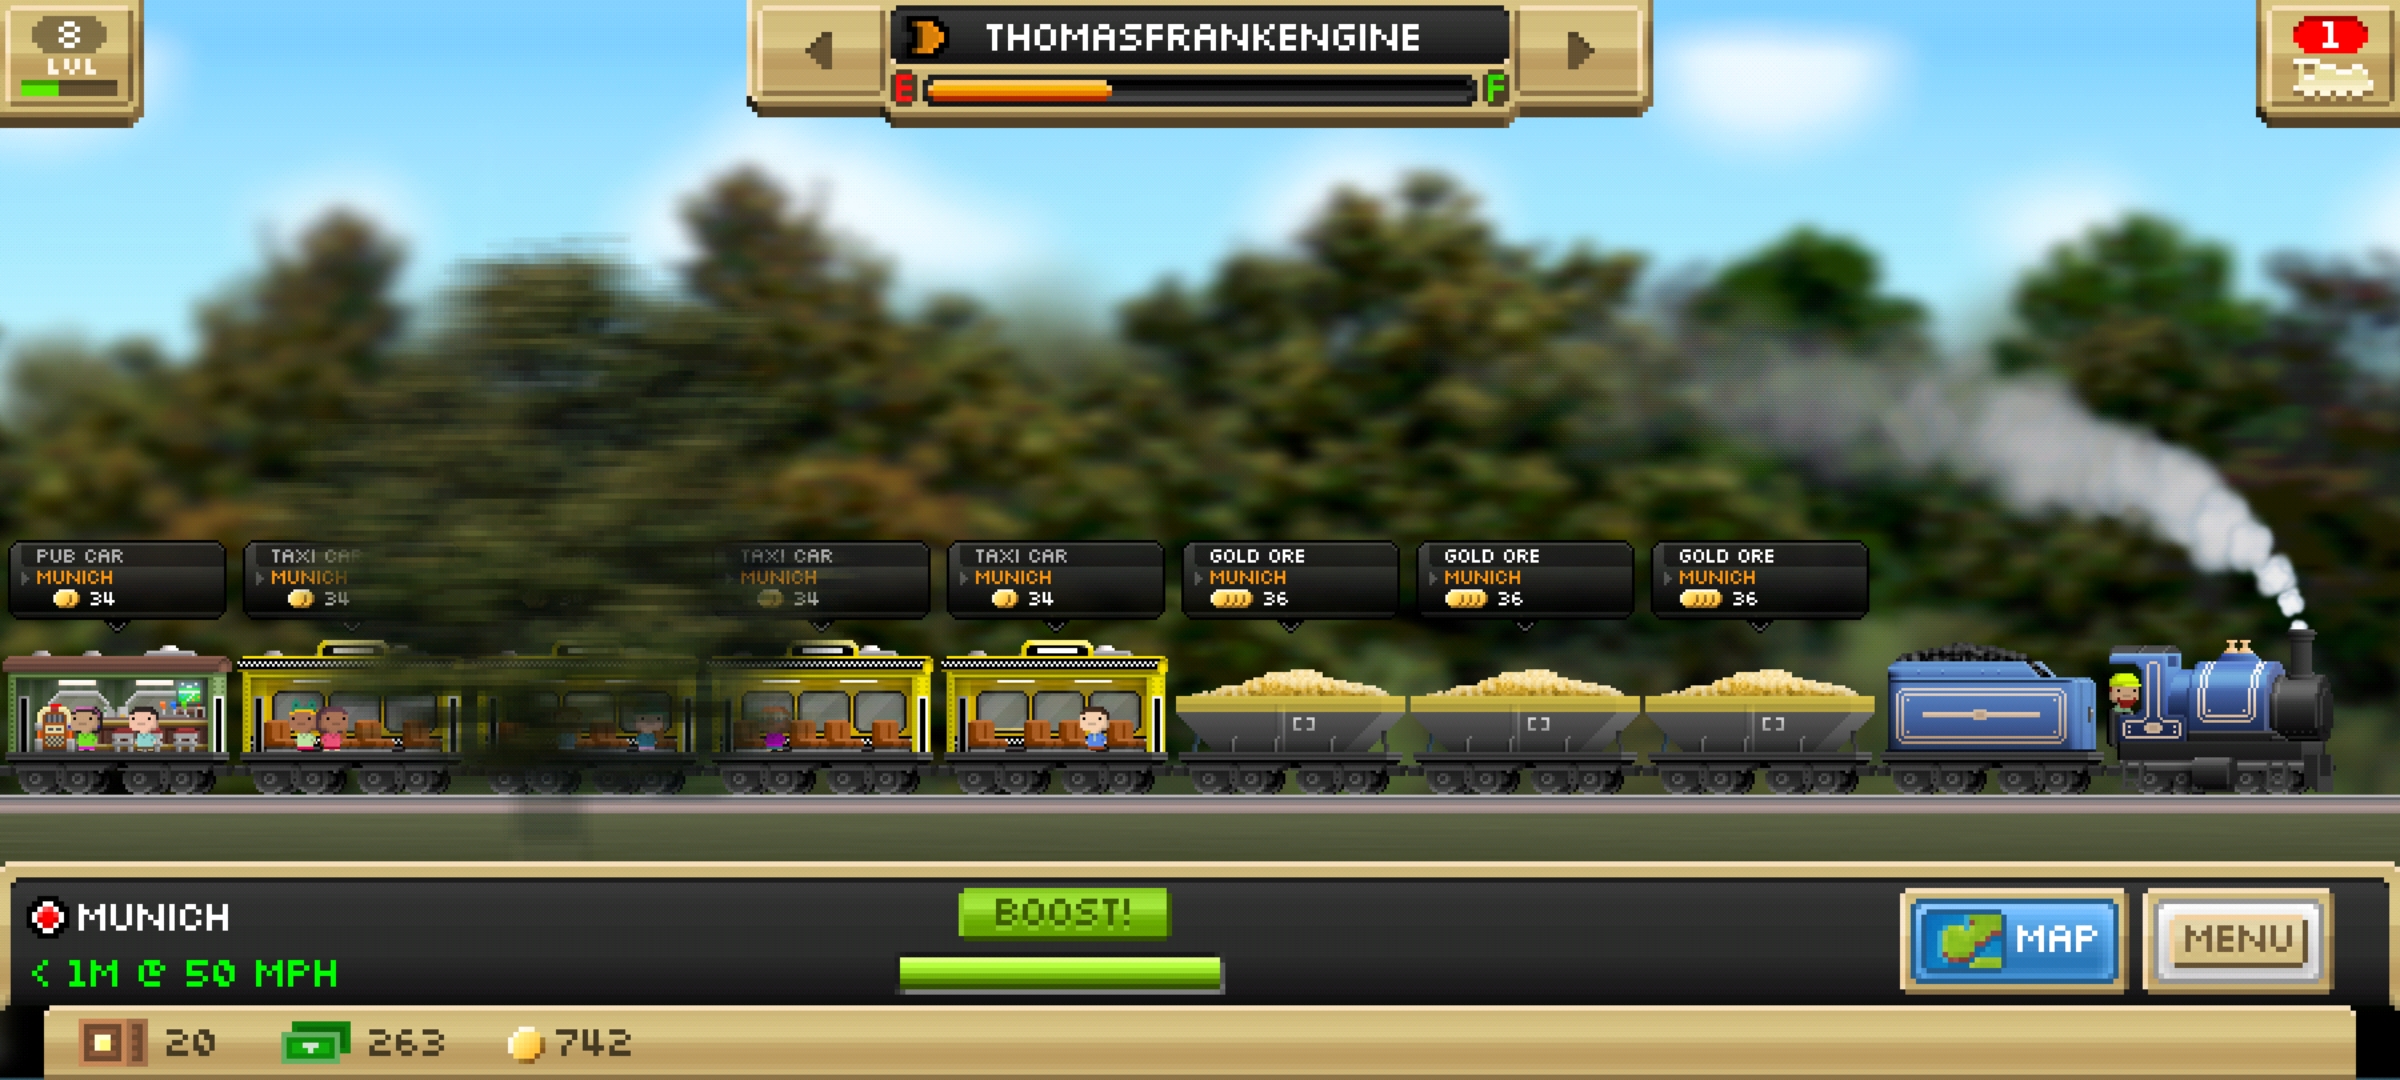 8
LVL
THOMASFRANKENGINE
E F
1
PUB CAR
MUNICH
34
TAXI CAR
MUNICH
34
TAXI CAR
MUNICH
34
TAXI CAR
MUNICH
34
GOLD ORE
MUNICH
36
GOLD ORE
MUNICH
36
GOLD ORE
MUNICH
36
MUNICH
< 1M @ 50 MPH
BOOST!
MAP
MENU
20 263 742